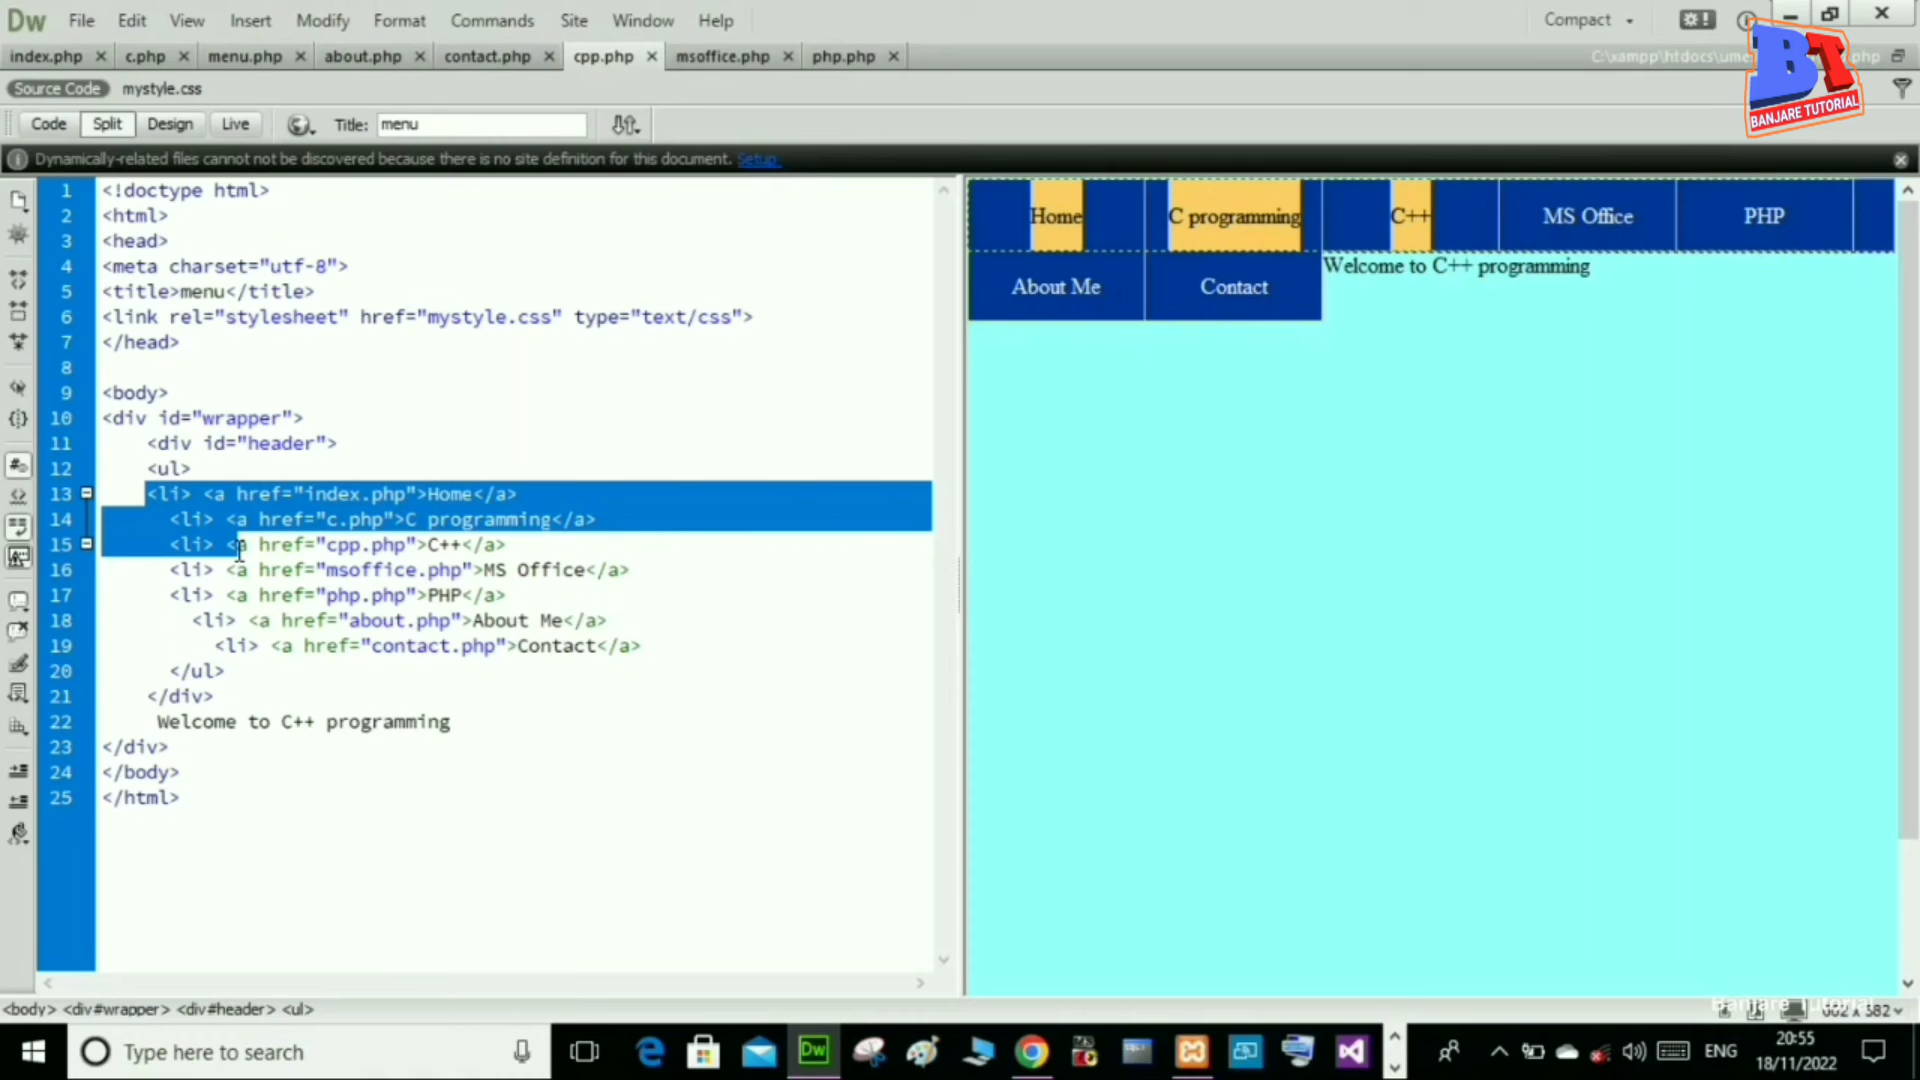 Dw File Edit View Insert Modify Format Commands Site Window Help Compact
index.php c.php menu.php about.php contact.php cpp.php msoffice.php php.php C:\xampp\htdocs\
BT
BANJARE TUTORIAL
Source Code mystyle.css
Code Split Design Live Title: menu
Dynamically-related files cannot be discovered because there is no site definition for this document. Setup
1 <!doctype html>
2 <html>
3 <head>
4 <meta charset="utf-8">
5 <title>menu</title>
6 <link rel="stylesheet" href="mystyle.css" type="text/css">
7 </head>
8
9 <body>
10 <div id="wrapper">
11 <div id="header">
12 <ul>
13 <li> <a href="index.php">Home</a>
14 <li> <a href="c.php">C programming</a>
15 <li> <a href="cpp.php">C++</a>
16 <li> <a href="msoffice.php">MS Office</a>
17 <li> <a href="php.php">PHP</a>
18 <li> <a href="about.php">About Me</a>
19 <li> <a href="contact.php">Contact</a>
20 </ul>
21 </div>
22 Welcome to C++ programming
23 </div>
24 </body>
25 </html>
Home C programming C++ MS Office PHP
About Me Contact Welcome to C++ programming
<body> <div#wrapper> <div#header> <ul>
Banjare Tutorial
Type here to search
Dw
ENG
20:55
18/11/2022